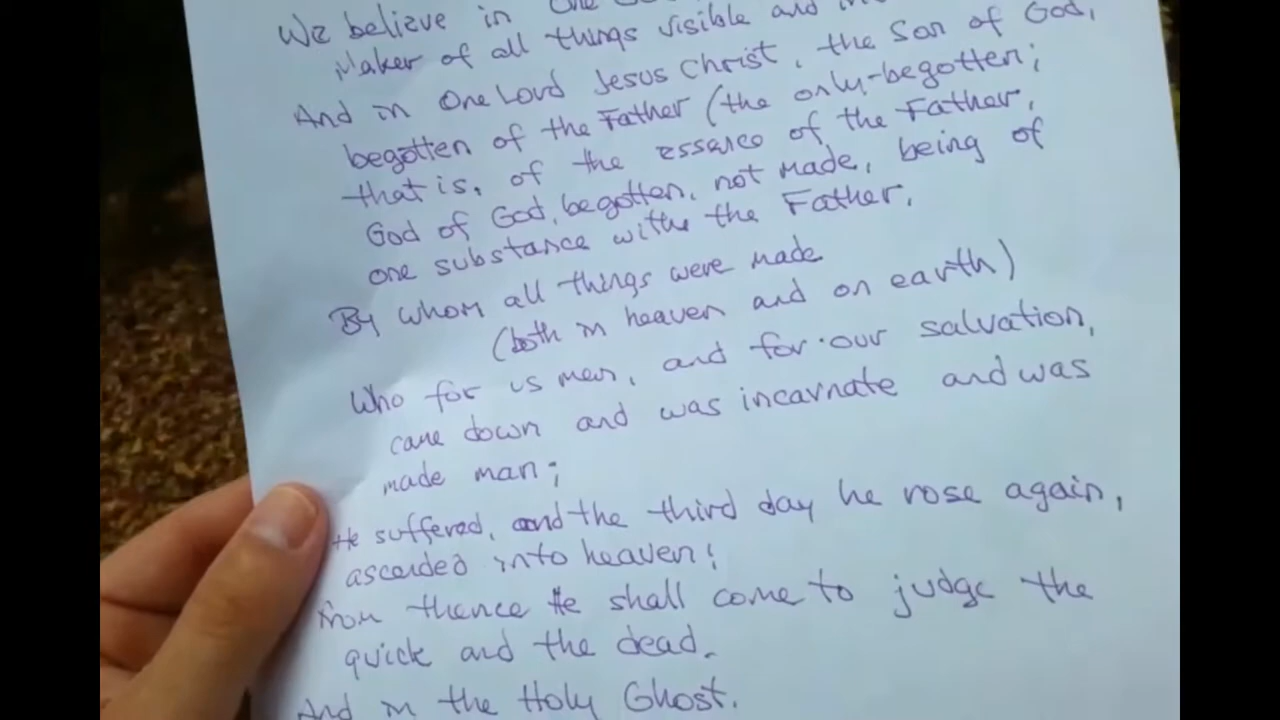 We believe in one
Maker of all things visible and
And in one Lord Jesus Christ, the Son of God,
begotten of the Father (the only-begotten;
that is, of the essance of the Father,
God of God, begotten, not made, being of
one substance withe the Father.
By whom all things were made
(both in heaven and on earth)
Who for us men, and for our salvation,
came down and was incarnate and was
made man;
He suffered, and the third day he rose again,
ascended into heaven;
from thence He shall come to judge the
quick and the dead.
And in the Holy Ghost.